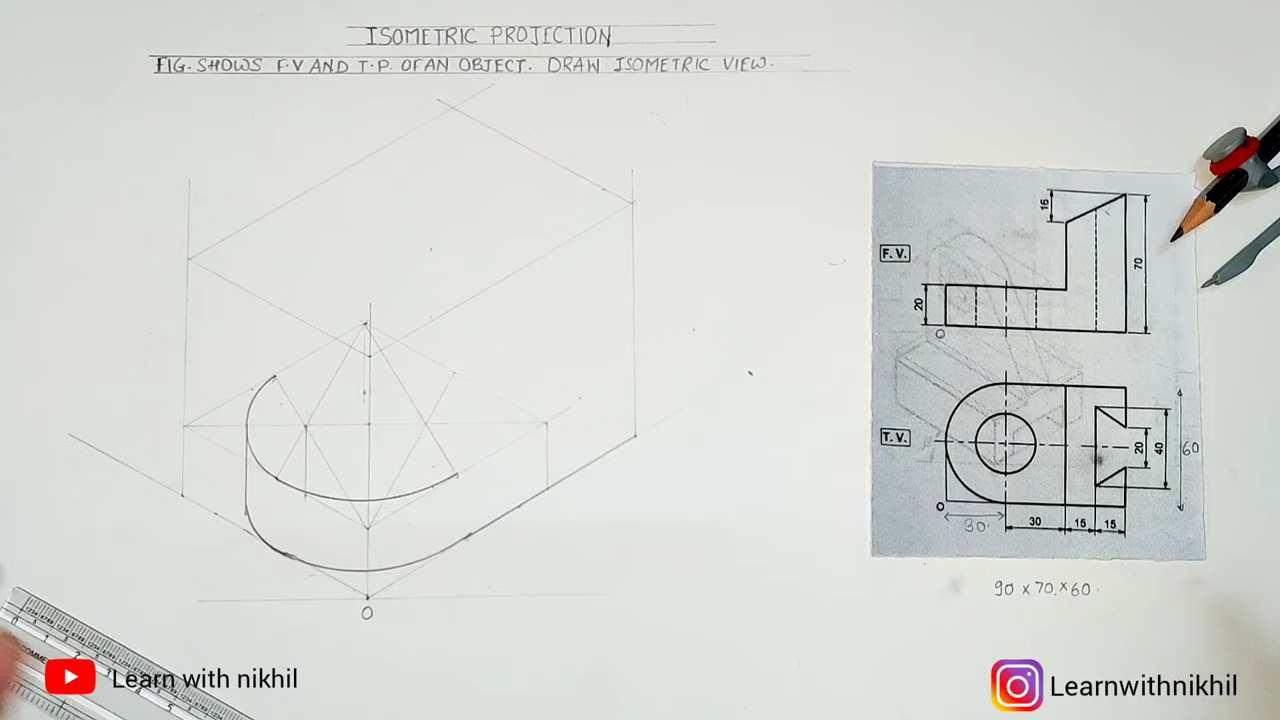 ISOMETRIC PROJECTION
FIG. SHOWS F.V AND T.P. OF AN OBJECT. DRAW ISOMETRIC VIEW.
16
F. V.
70
20
O
T. V.
20
40
60
O
30
30
15
15
90 x 70 x 60.
O
Learn with nikhil
Learnwithnikhil